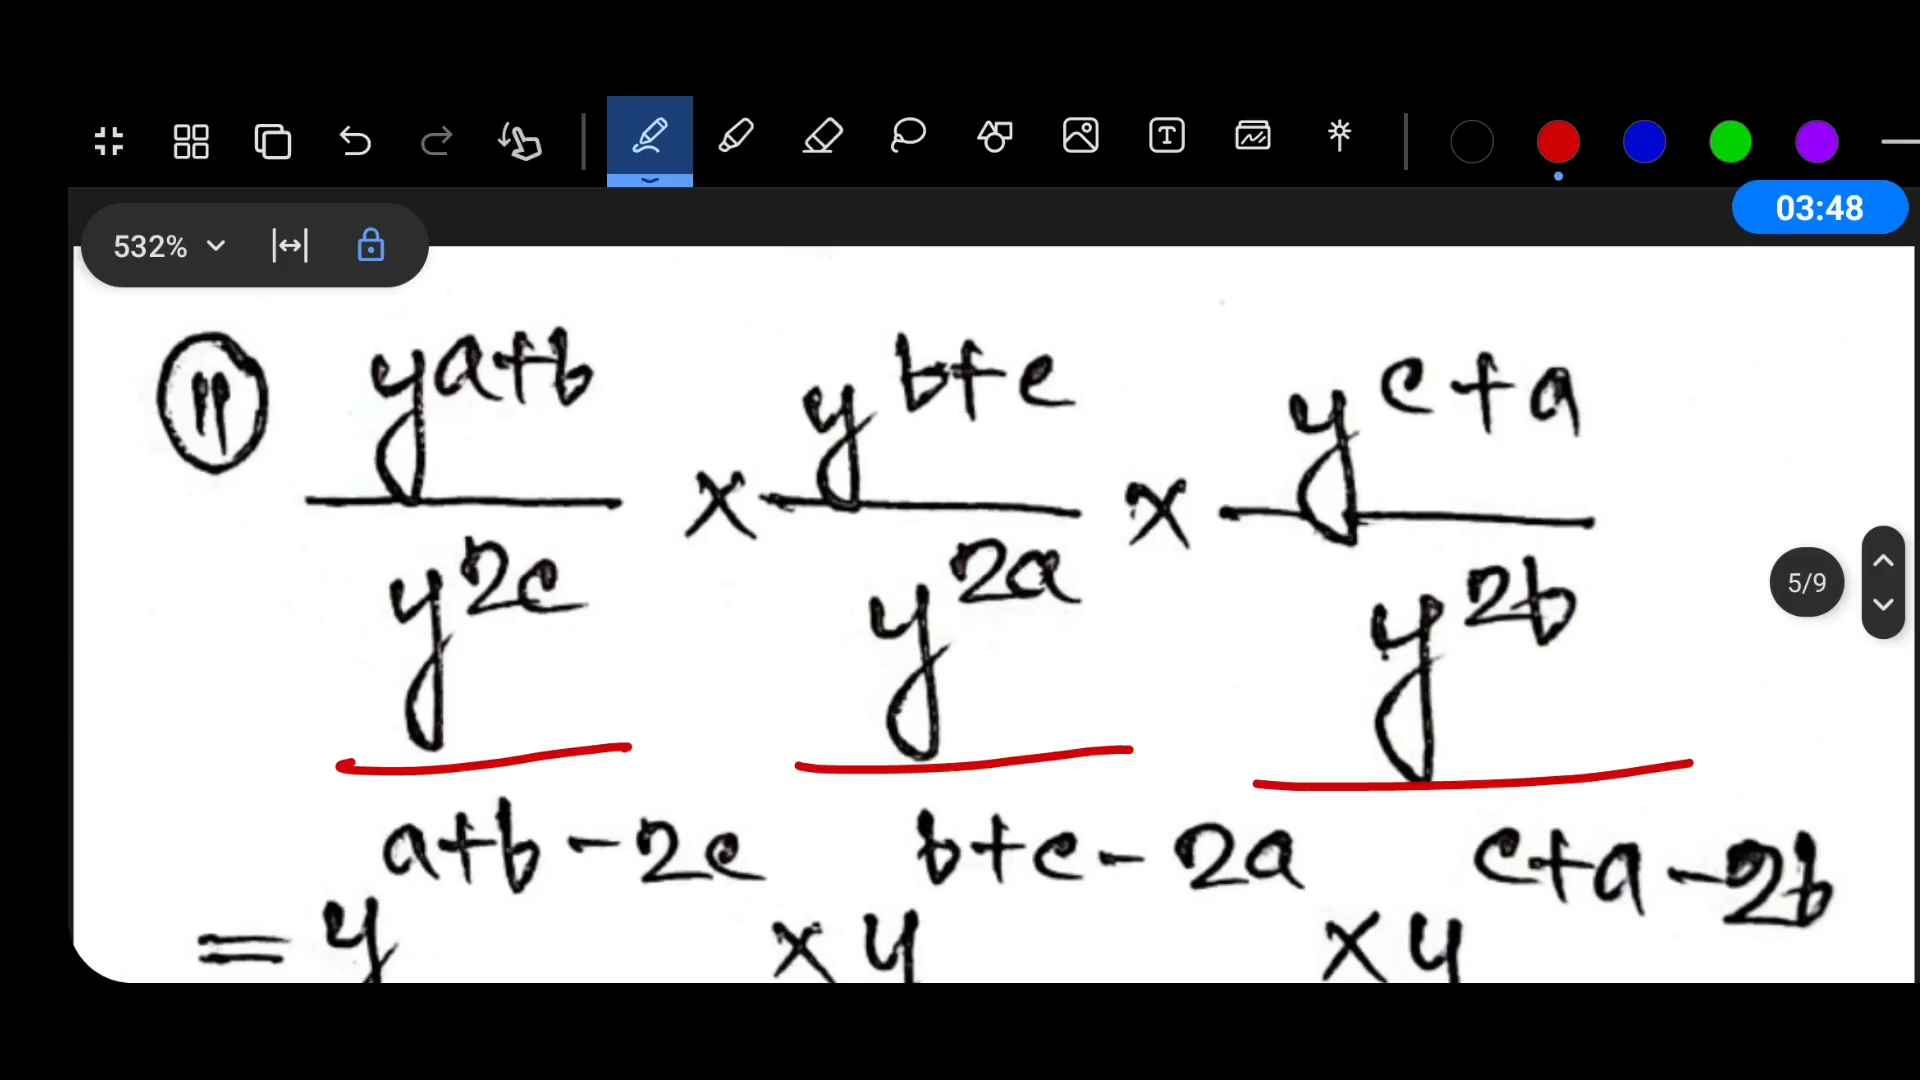 03:48
532%
11 y^{a+b}/y^{2c} × y^{b+c}/y^{2a} × y^{c+a}/y^{2b}
5/9
= y^{a+b-2c} × y^{b+c-2a} × y^{c+a-2b}